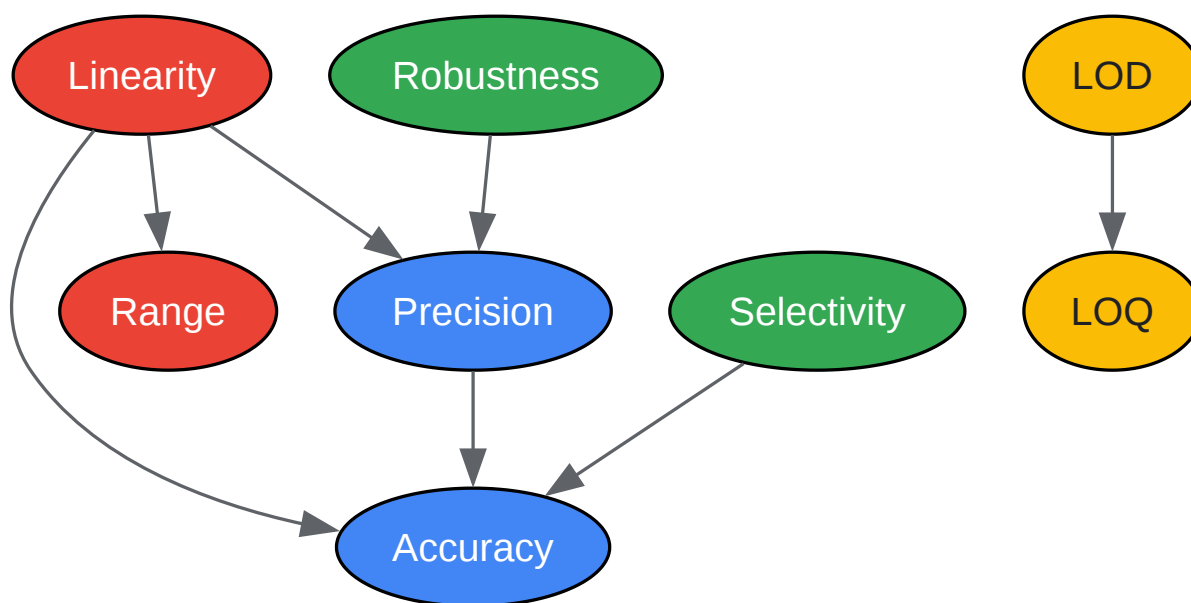 Linearity
Robustness
LOD
Range
Precision
Selectivity
LOQ
Accuracy